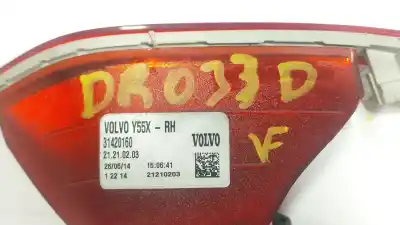 DR033D
VOLVO Y55X - RH
31420160
VOLVO
21.21.02.03
26/06/14 15:06:41
1 22 14 21210203
VF